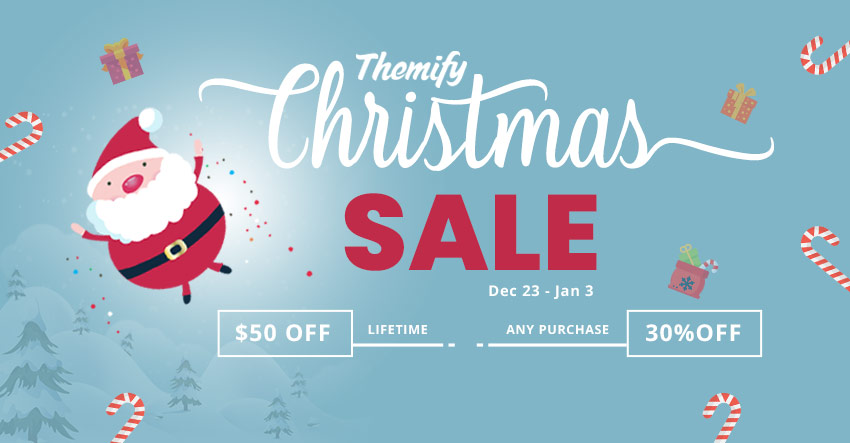 Themify
Christmas
SALE
Dec 23 - Jan 3
$50 OFF LIFETIME ANY PURCHASE 30%OFF